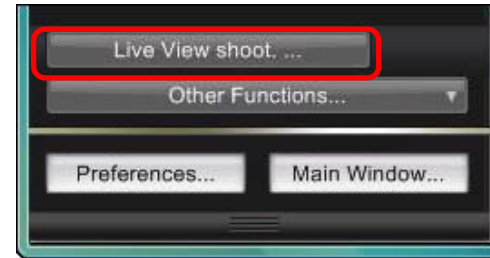 Live View shoot. ...
Other Functions...
Preferences... Main Window...